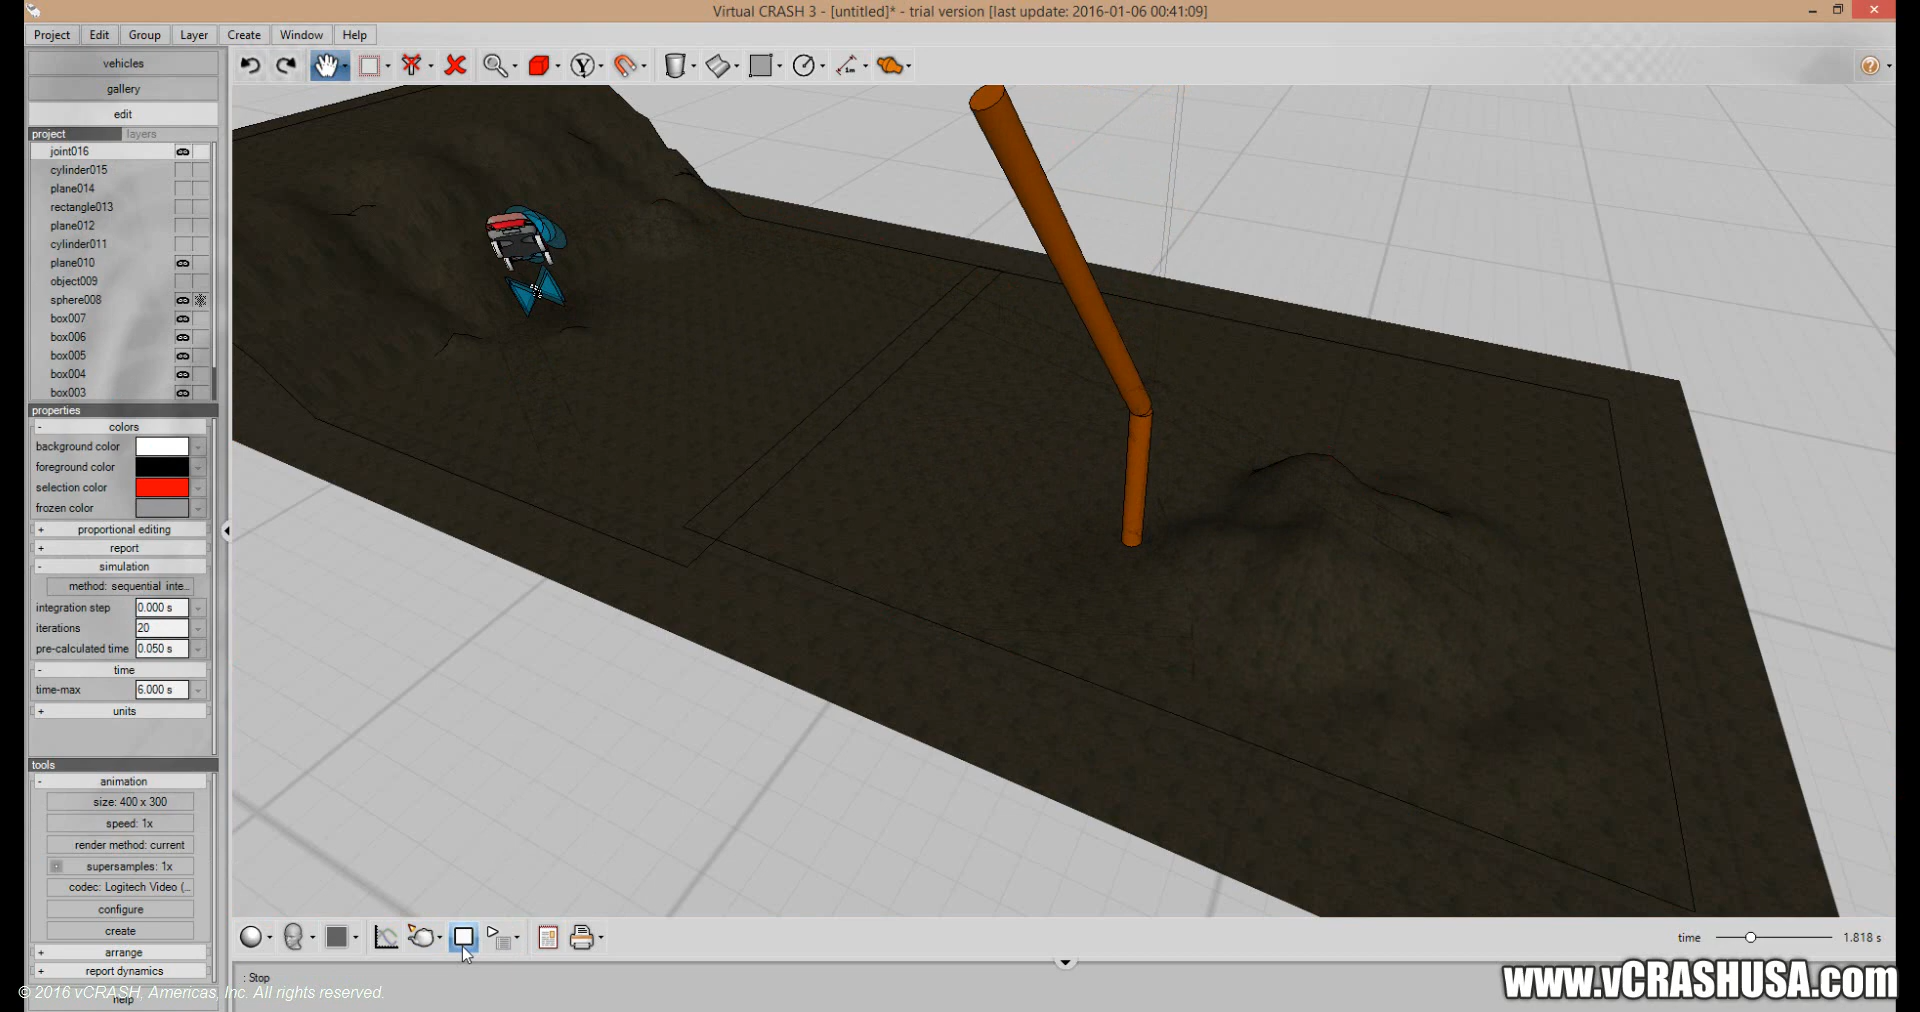 Virtual CRASH 3 - [untitled]* - trial version [last update: 2016-01-06 00:41:09]
Project Edit Group Layer Create Window Help
vehicles
gallery
edit
project layers
joint016
cylinder015
plane014
rectangle013
plane012
cylinder011
plane010
object009
sphere008
box007
box006
box005
box004
box003
properties
- colors
background color
foreground color
selection color
frozen color
+ proportional editing
+ report
- simulation
method: sequential inte...
integration step 0.000 s
iterations 20
pre-calculated time 0.050 s
- time
time-max 6.000 s
+ units
tools
- animation
size: 400 x 300
speed: 1x
render method: current
supersamples: 1x
codec: Logitech Video (...
configure
create
+ arrange
+ report dynamics
help
time 1.818 s
: Stop
© 2016 vCRASH, Americas, Inc. All rights reserved.
www.vCRASHUSA.com